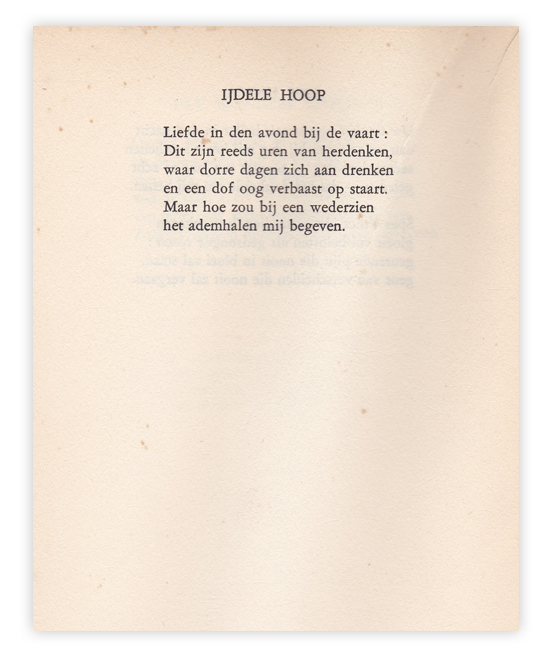 IJDELE HOOP
Liefde in den avond bij de vaart :
Dit zijn reeds uren van herdenken,
waar dorre dagen zich aan drenken
en een dof oog verbaast op staart.
Maar hoe zou bij een wederzien
het ademhalen mij begeven.